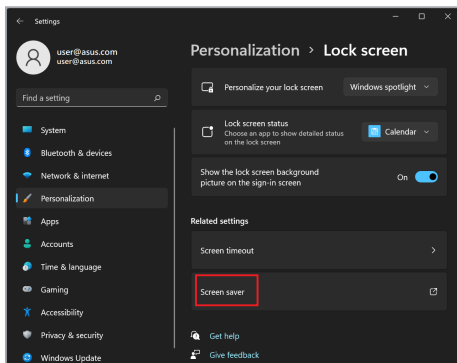 Settings
user@asus.com
user@asus.com
Find a setting
System
Bluetooth & devices
Network & internet
Personalization
Apps
Accounts
Time & language
Gaming
Accessibility
Privacy & security
Windows Update
Personalization > Lock screen
Personalize your lock screen
Windows spotlight
Lock screen status
Choose an app to show detailed status
on the lock screen
Calendar
Show the lock screen background
picture on the sign-in screen
On
Related settings
Screen timeout
Screen saver
Get help
Give feedback